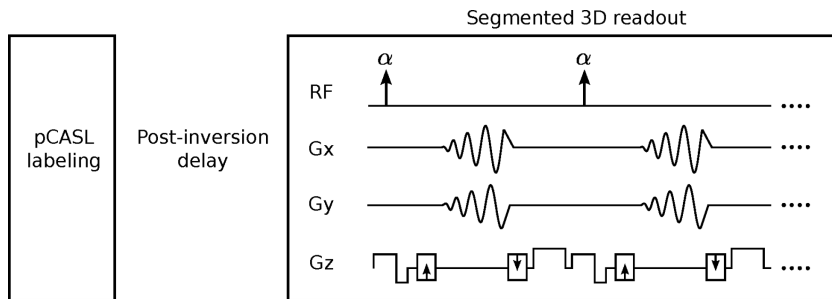 Segmented 3D readout
pCASL
labeling
Post-inversion
delay
RF
α
α
....
Gx
....
Gy
....
Gz
....